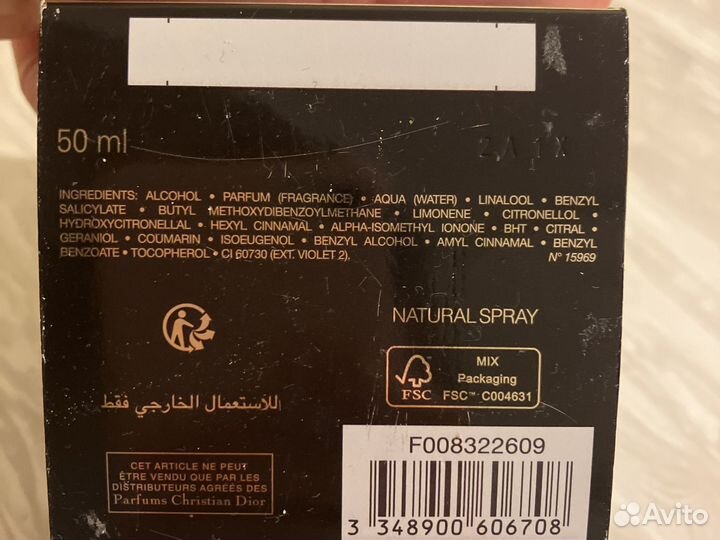 50 ml
2A1X
INGREDIENTS: ALCOHOL • PARFUM (FRAGRANCE) • AQUA (WATER) • LINALOOL • BENZYL
SALICYLATE • BUTYL METHOXYDIBENZOYLMETHANE • LIMONENE • CITRONELLOL •
HYDROXYCITRONELLAL • HEXYL CINNAMAL • ALPHA-ISOMETHYL IONONE • BHT • CITRAL •
GERANIOL • COUMARIN • ISOEUGENOL • BENZYL ALCOHOL • AMYL CINNAMAL • BENZYL
BENZOATE • TOCOPHEROL • CI 60730 (EXT. VIOLET 2).
N° 15969
NATURAL SPRAY
FSC
MIX
Packaging
FSC™ C004631
للاستعمال الخارجي فقط
CET ARTICLE NE PEUT
ÊTRE VENDU QUE PAR LES
DISTRIBUTEURS AGRÉÉS DES
Parfums Christian Dior
F008322609
3 348900 606708
Avito